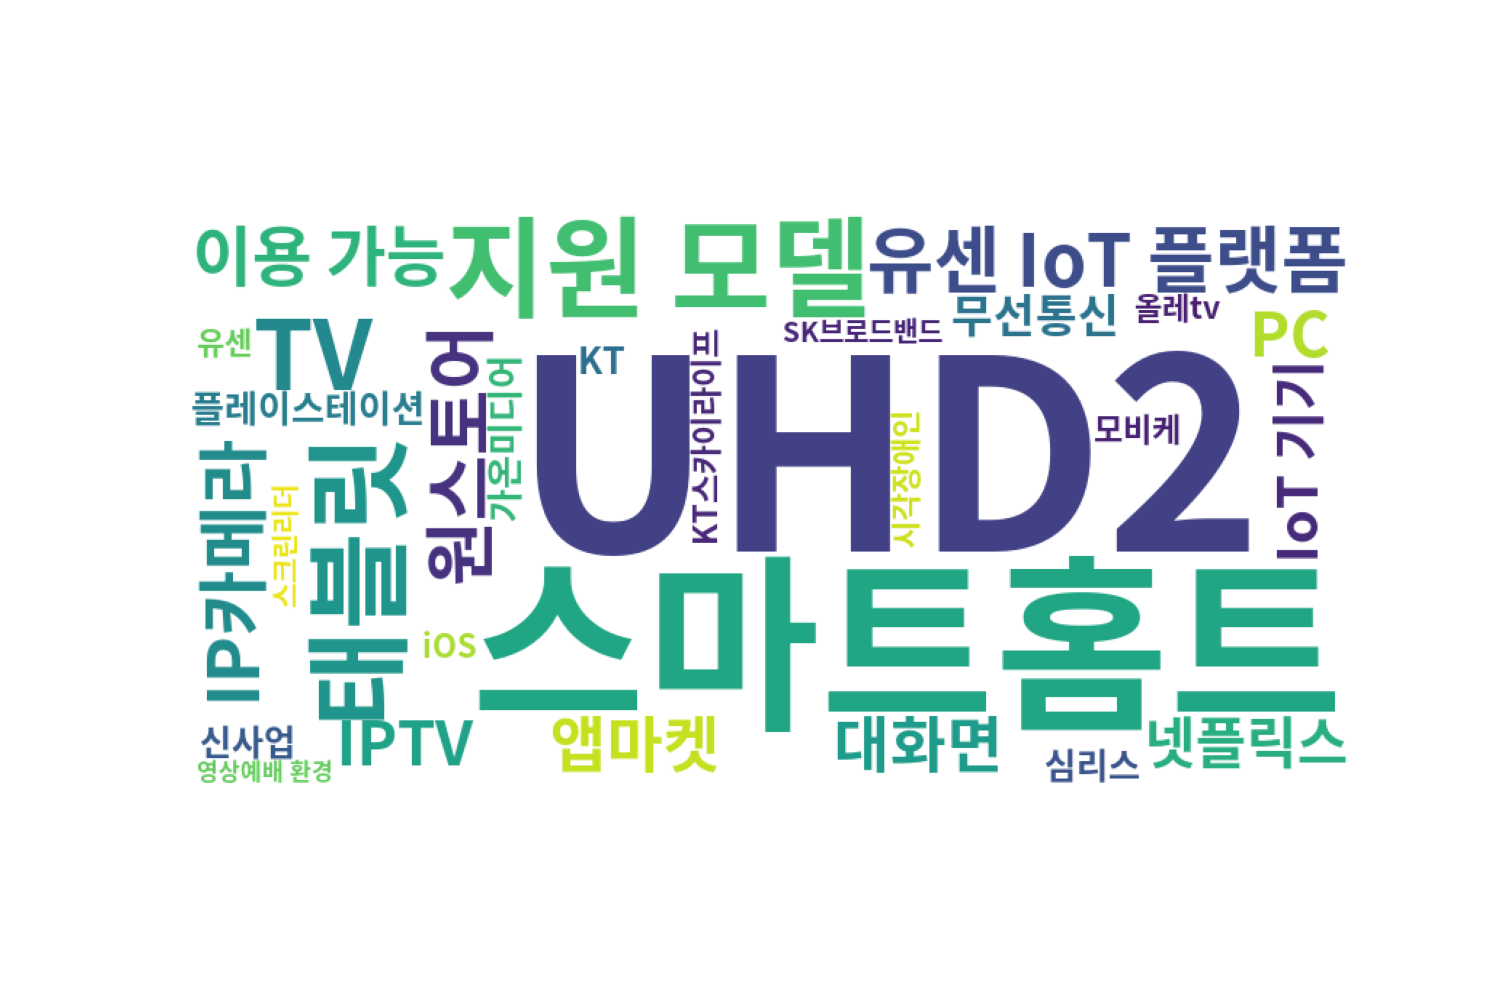 이용 가능
지원 모델
유센 IoT 플랫폼
무선통신
올레tv
SK브로드밴드
PC
유센
TV
KT
플레이스테이션
원스토어
가온미디어
UHD2
KT스카이라이프
시각장애인
모비케
IoT 기기
IP카메라
스크린리더
태블릿
iOS
스마트홈트
신사업
영상예배 환경
IPTV
앱마켓
대화면
심리스
넷플릭스